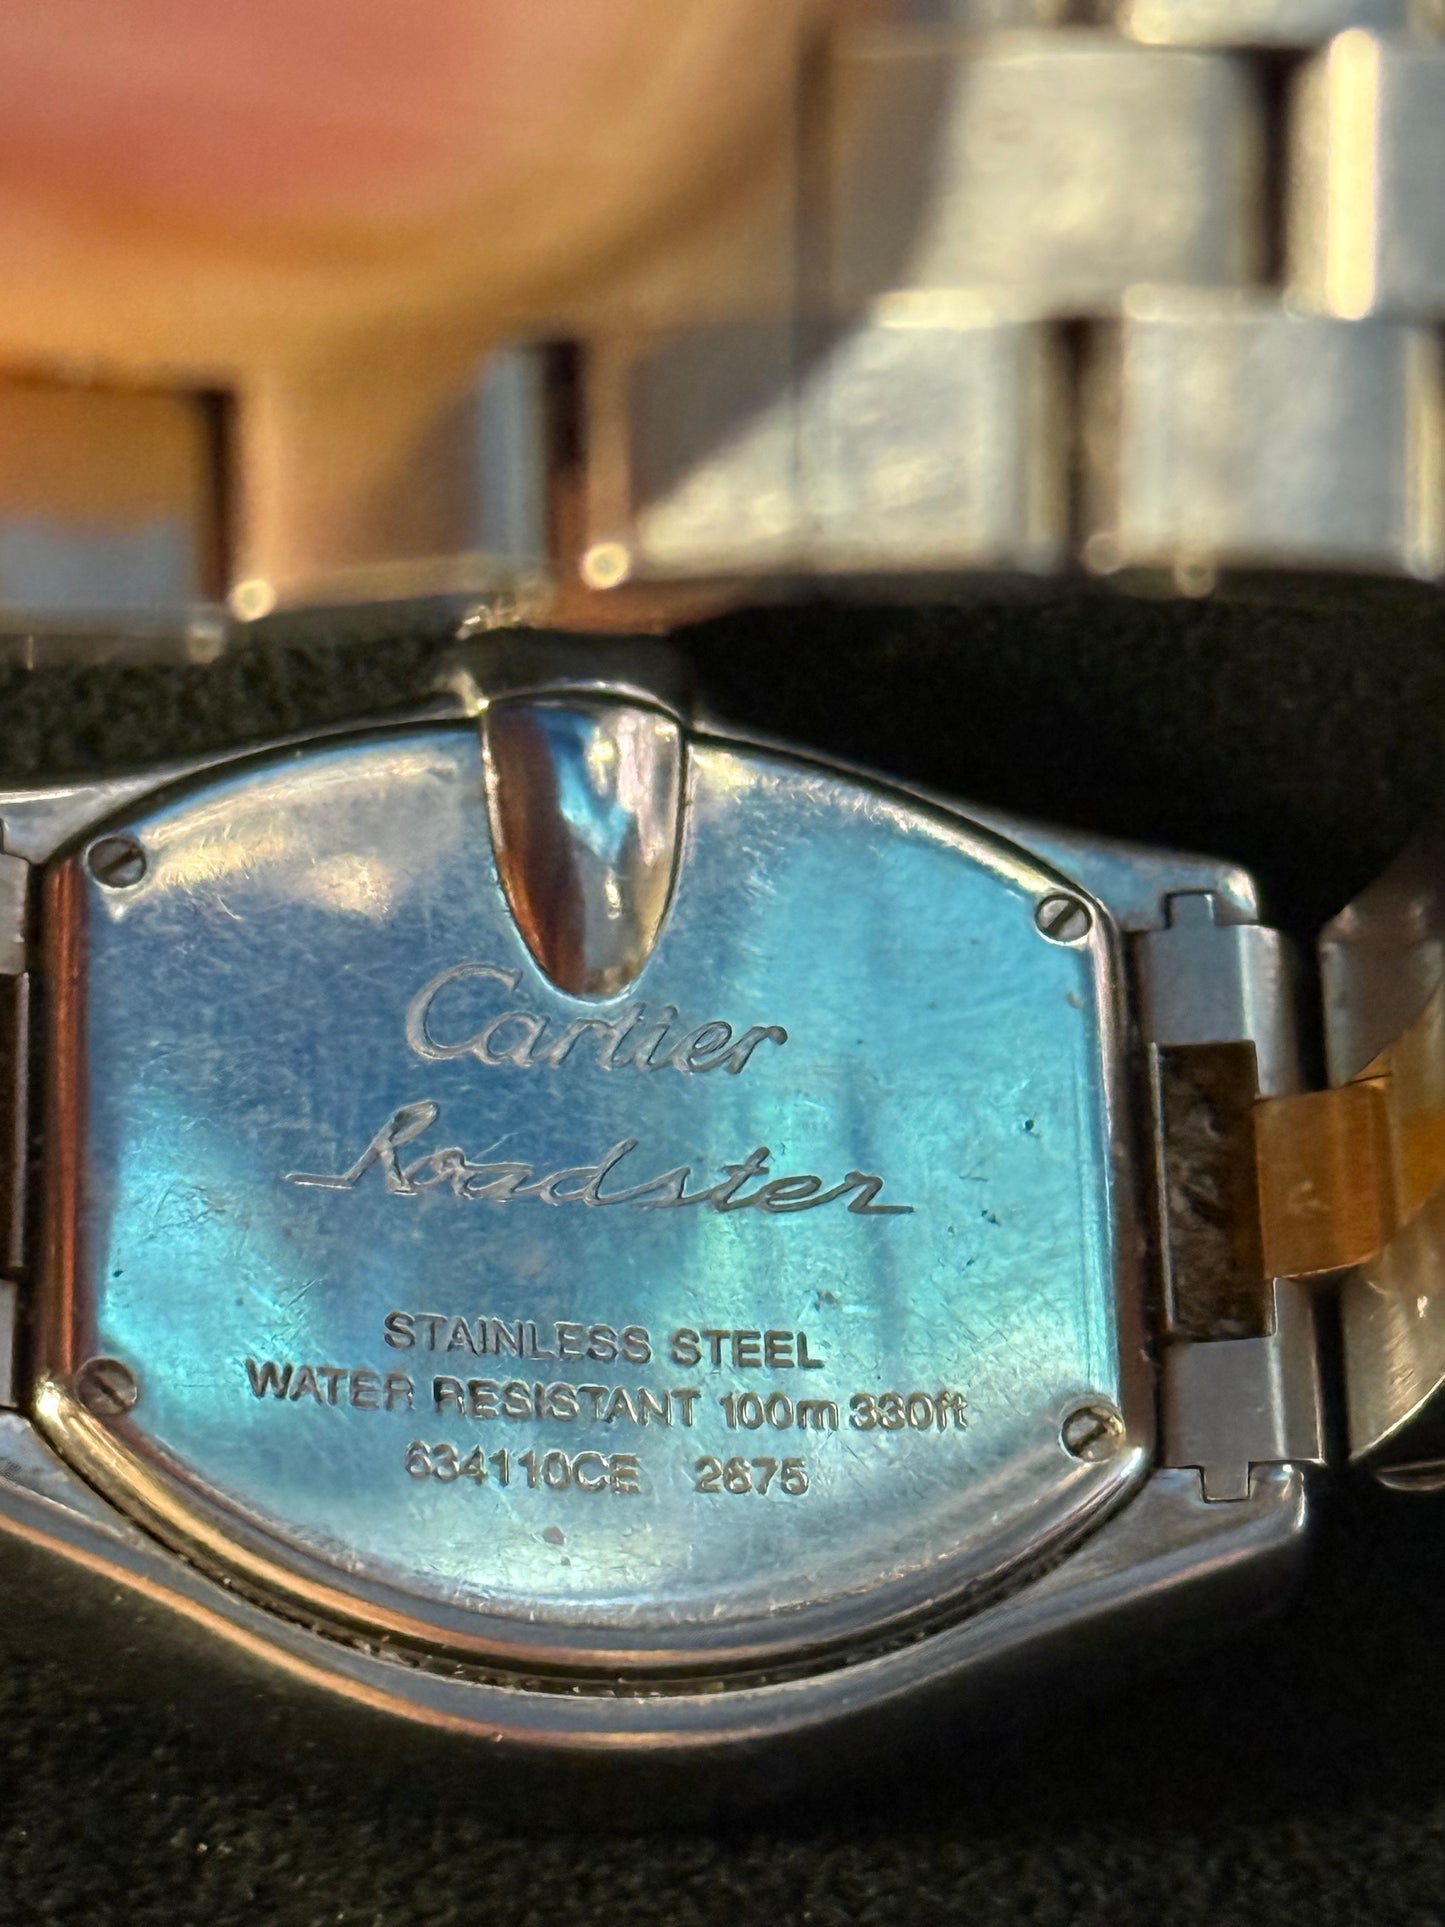 Cartier
Roadster
STAINLESS STEEL
WATER RESISTANT 100m 330ft
634110CE 2675